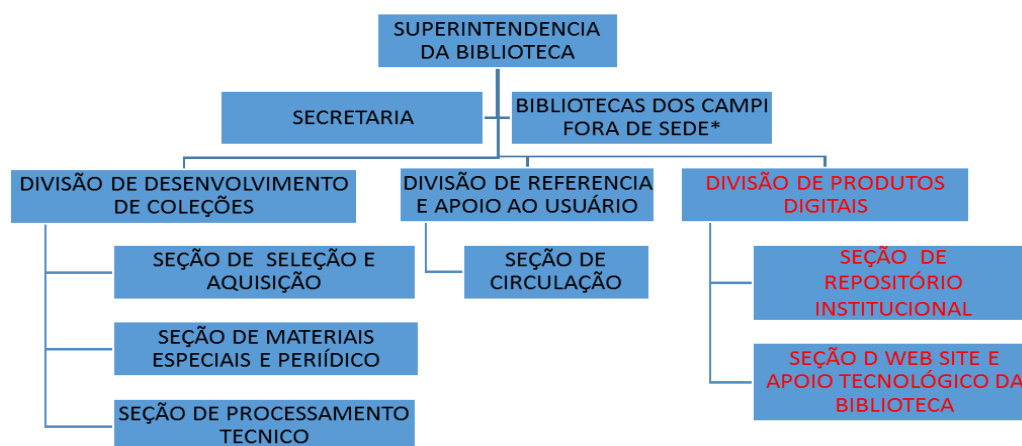 SUPERINTENDENCIA
DA BIBLIOTECA
SECRETARIA
BIBLIOTECAS DOS CAMPI
FORA DE SEDE*
DIVISÃO DE DESENVOLVIMENTO
DE COLEÇÕES
SEÇÃO DE  SELEÇÃO E
AQUISIÇÃO
SEÇÃO DE MATERIAIS
ESPECIAIS E PERIÍDICO
SEÇÃO DE PROCESSAMENTO
TECNICO
DIVISÃO DE REFERENCIA
E APOIO AO USUÁRIO
SEÇÃO DE
CIRCULAÇÃO
DIVISÃO DE PRODUTOS
DIGITAIS
SEÇÃO  DE
REPOSITÓRIO
INSTITUCIONAL
SEÇÃO D WEB SITE E
APOIO TECNOLÓGICO DA
BIBLIOTECA